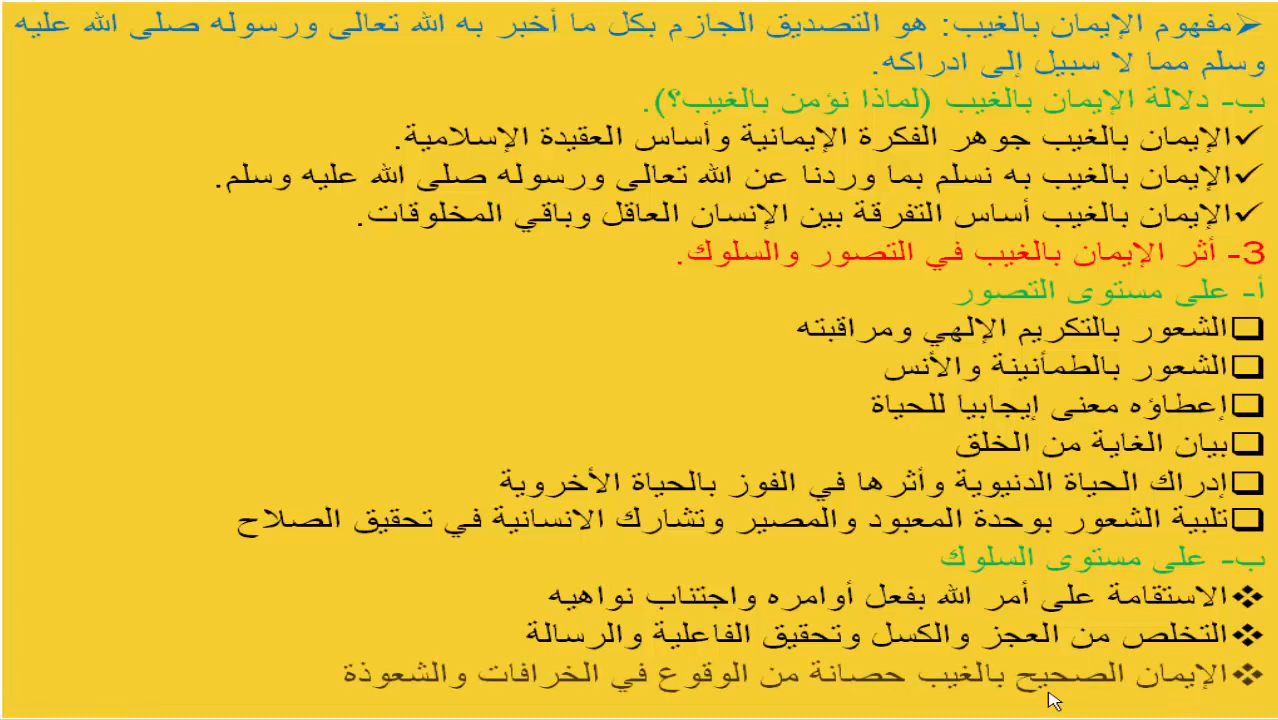 ➢مفهوم الإيمان بالغيب: هو التصديق الجازم بكل ما أخبر به الله تعالى ورسوله صلى الله عليه
وسلم مما لا سبيل إلى ادراكه.
ب- دلالة الإيمان بالغيب (لماذا نؤمن بالغيب؟).
✓الإيمان بالغيب جوهر الفكرة الإيمانية وأساس العقيدة الإسلامية.
✓الإيمان بالغيب به نسلم بما وردنا عن الله تعالى ورسوله صلى الله عليه وسلم.
✓الإيمان بالغيب أساس التفرقة بين الإنسان العاقل وباقي المخلوقات.
3- أثر الإيمان بالغيب في التصور والسلوك.
أ- على مستوى التصور
❑الشعور بالتكريم الإلهي ومراقبته
❑الشعور بالطمأنينة والأنس
❑إعطاؤه معنى إيجابيا للحياة
❑بيان الغاية من الخلق
❑إدراك الحياة الدنيوية وأثرها في الفوز بالحياة الأخروية
❑تلبية الشعور بوحدة المعبود والمصير وتشارك الانسانية في تحقيق الصلاح
ب- على مستوى السلوك
❖الاستقامة على أمر الله بفعل أوامره واجتناب نواهيه
❖التخلص من العجز والكسل وتحقيق الفاعلية والرسالة
❖الإيمان الصحيح بالغيب حصانة من الوقوع في الخرافات والشعوذة